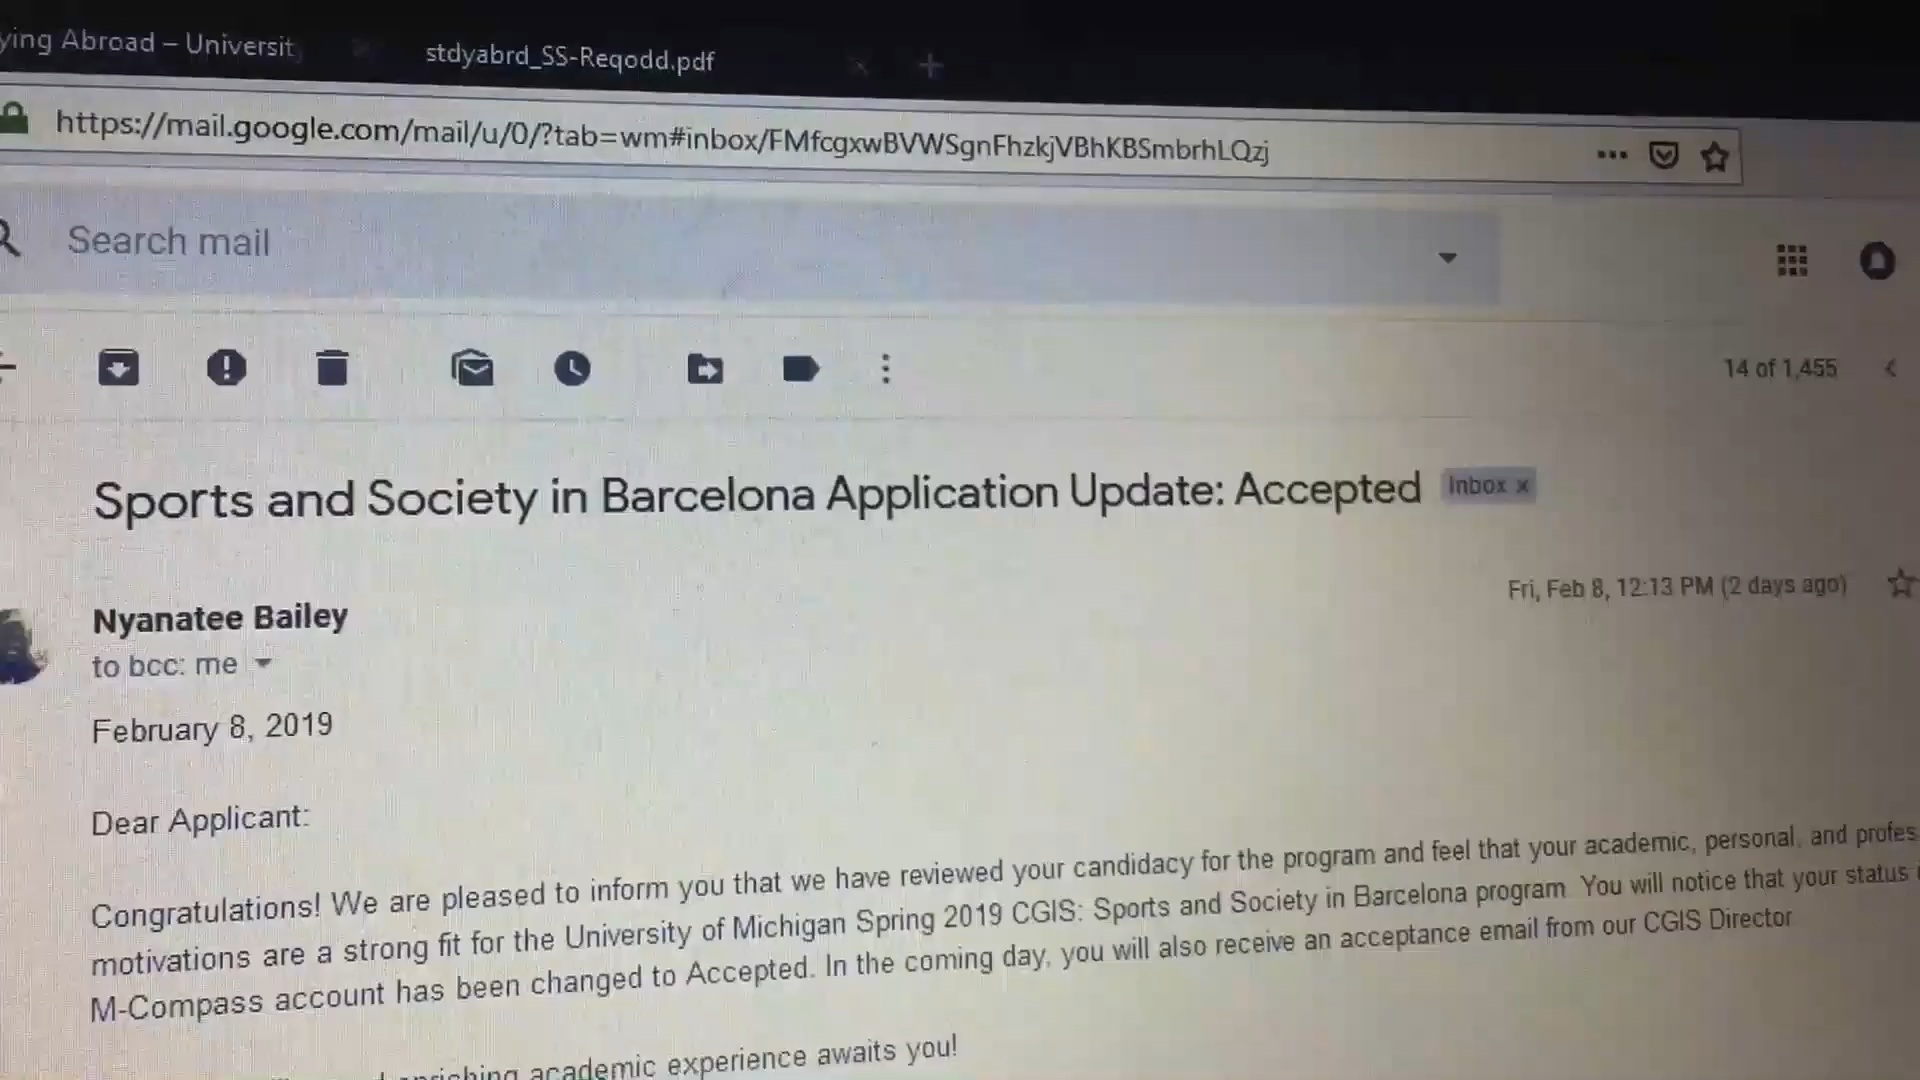 ying Abroad – Universit
stdyabrd_SS-Reqodd.pdf
https://mail.google.com/mail/u/0/?tab=wm#inbox/FMfcgxwBVWSgnFhzkjVBhKBSmbrhLQzj
Search mail
14 of 1,455
Sports and Society in Barcelona Application Update: Accepted
Inbox x
Fri, Feb 8, 12:13 PM (2 days ago)
Nyanatee Bailey
to bcc: me
February 8, 2019
Dear Applicant:
Congratulations! We are pleased to inform you that we have reviewed your candidacy for the program and feel that your academic, personal, and profes
motivations are a strong fit for the University of Michigan Spring 2019 CGIS: Sports and Society in Barcelona program. You will notice that your status
M-Compass account has been changed to Accepted. In the coming day, you will also receive an acceptance email from our CGIS Director
academic experience awaits you!